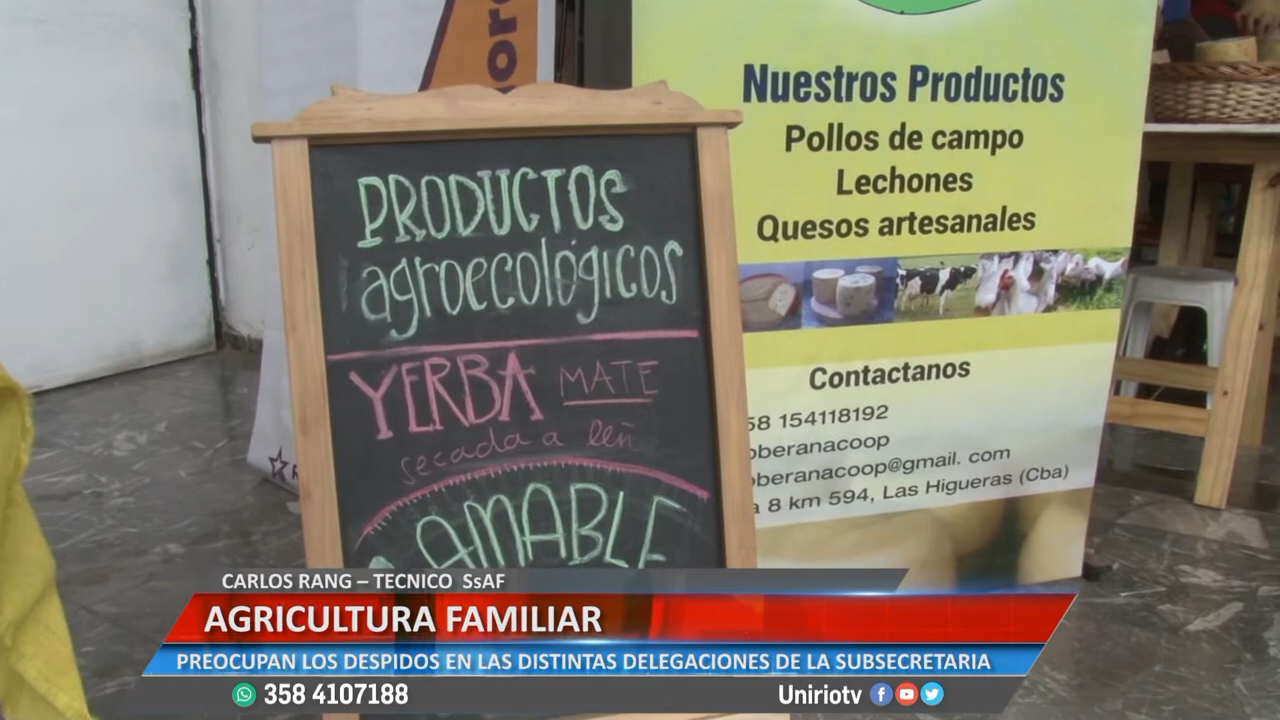 PRODUCTOS
agroecológicos
YERBA MATE
secada a leñ
AMABLE
Nuestros Productos
Pollos de campo
Lechones
Quesos artesanales
Contactanos
58 154118192
oberanacoop
oberanacoop@gmail. com
a 8 km 594, Las Higueras (Cba)
CARLOS RANG – TECNICO SsAF
AGRICULTURA FAMILIAR
PREOCUPAN LOS DESPIDOS EN LAS DISTINTAS DELEGACIONES DE LA SUBSECRETARIA
358 4107188
Uniriotv